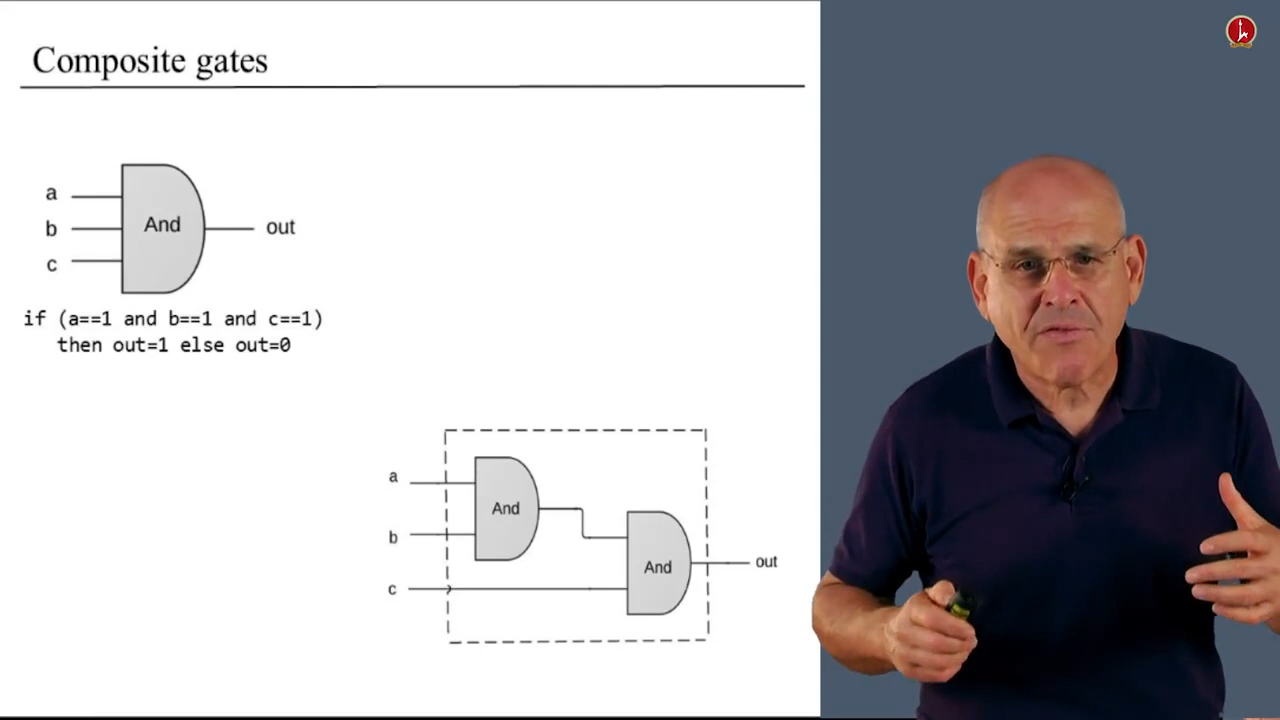 Composite gates
a
b
c
And
out
if (a==1 and b==1 and c==1)
then out=1 else out=0
a
b
c
And
And
out